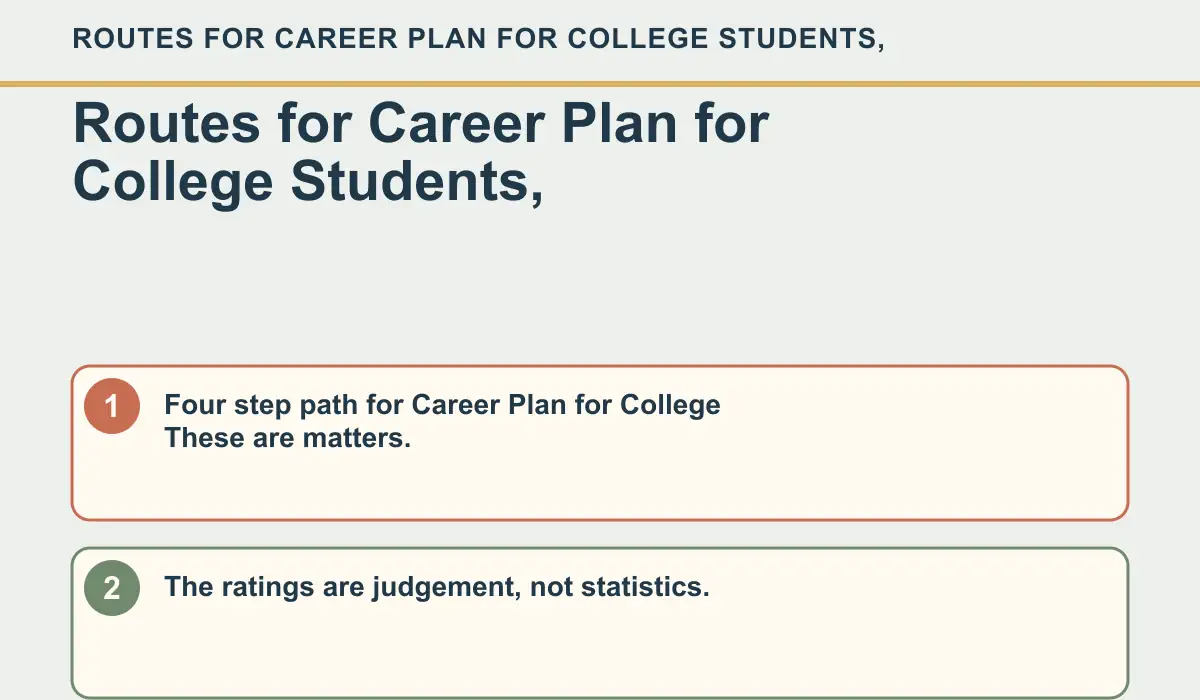 ROUTES FOR CAREER PLAN FOR COLLEGE STUDENTS,
Routes for Career Plan for
College Students,
1
Four step path for Career Plan for College
These are matters.
2
The ratings are judgement, not statistics.